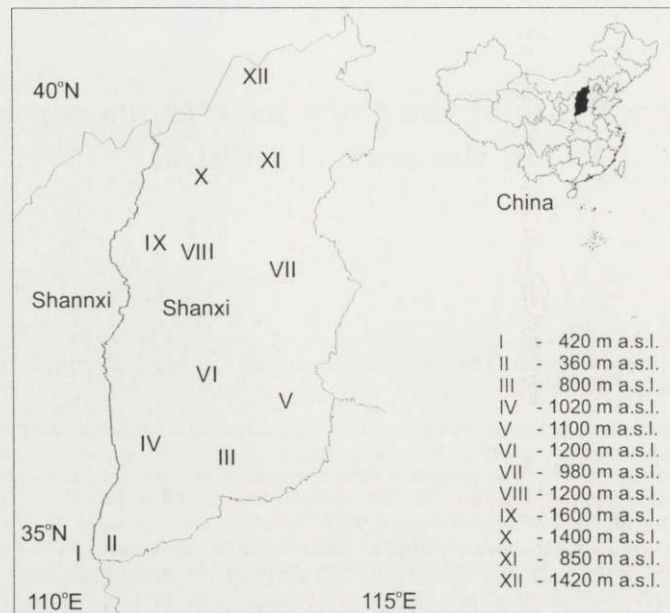 XII
40°N
XI
X
China
IX
VIII
VII
Shannxi
Shanxi
VI
V
IV
III
35°N
I
II
110°E
115°E
I - 420 m a.s.l.
II - 360 m a.s.l.
III - 800 m a.s.l.
IV - 1020 m a.s.l.
V - 1100 m a.s.l.
VI - 1200 m a.s.l.
VII - 980 m a.s.l.
VIII - 1200 m a.s.l.
IX - 1600 m a.s.l.
X - 1400 m a.s.l.
XI - 850 m a.s.l.
XII - 1420 m a.s.l.